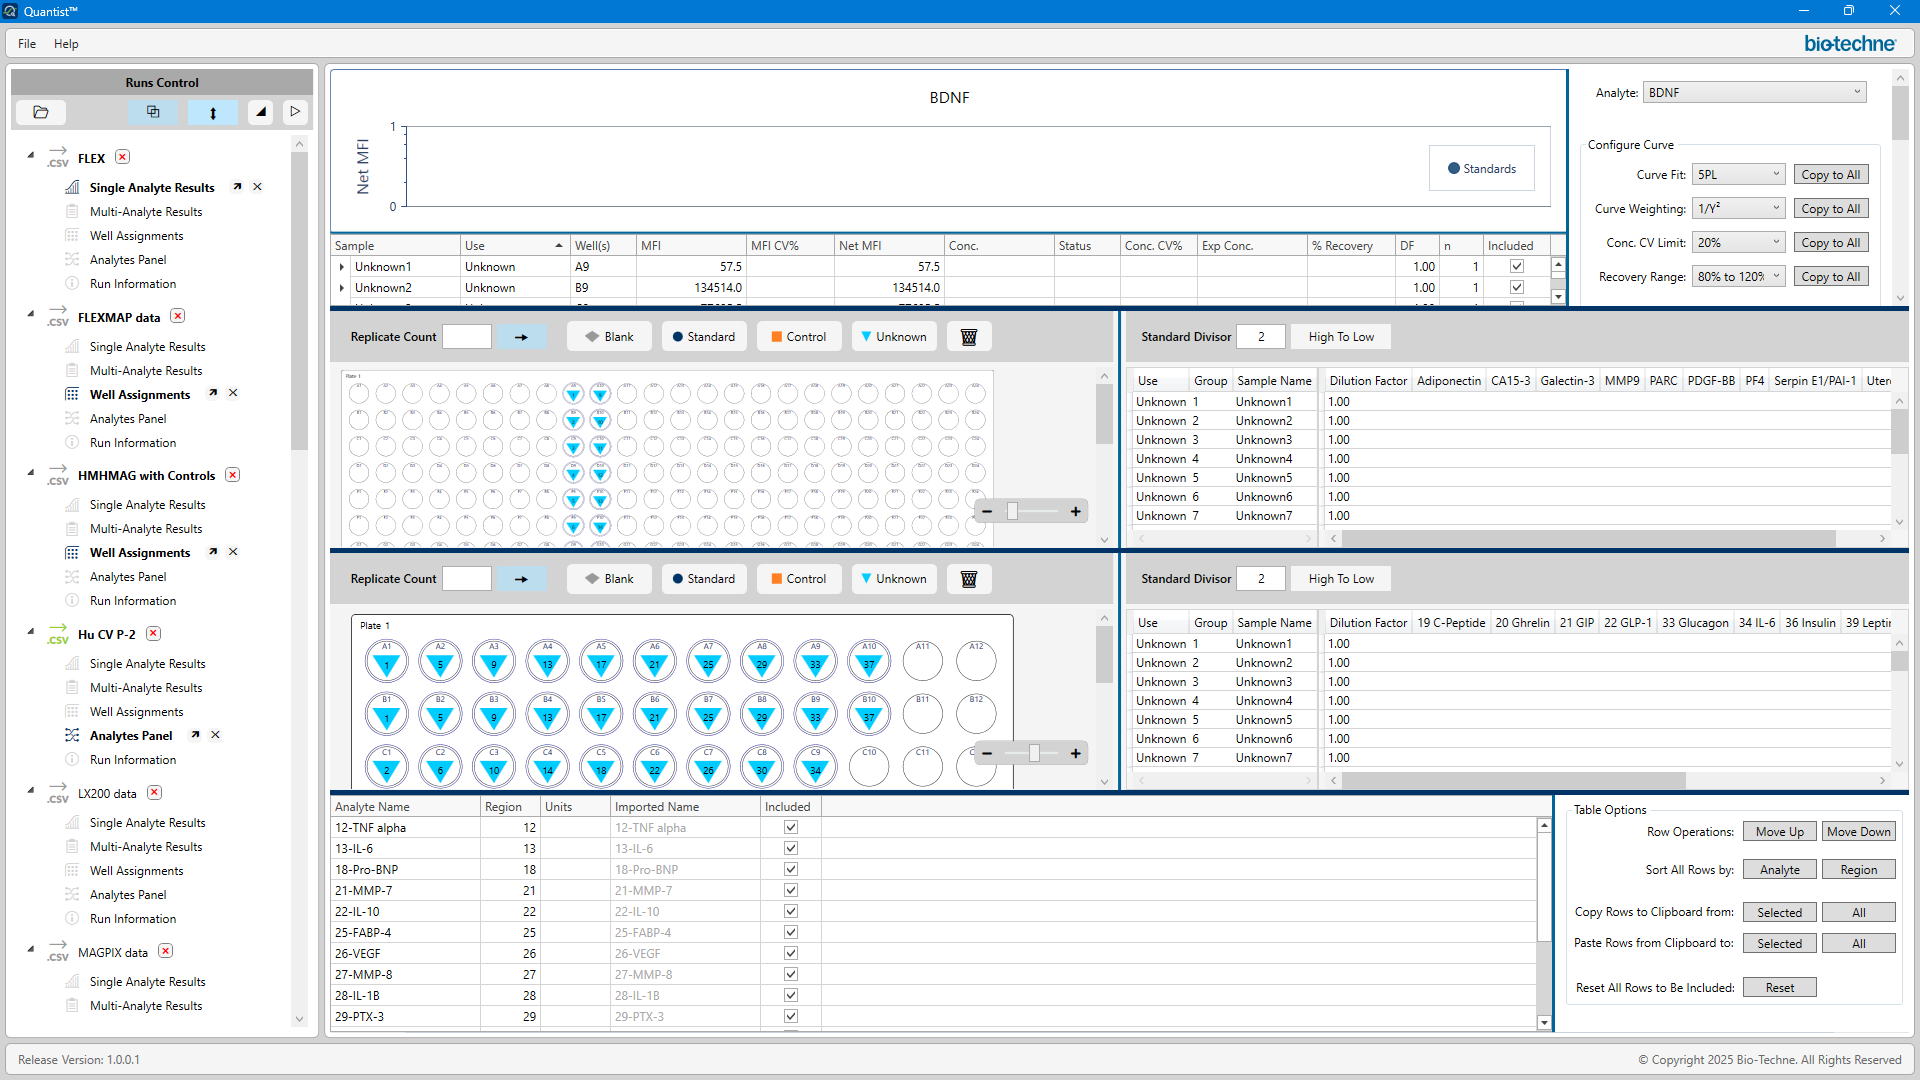 Quantist™
File Help
bio-techne
Runs Control
.CSV FLEX
Single Analyte Results
Multi-Analyte Results
Well Assignments
Analytes Panel
Run Information
.CSV FLEXMAP data
Single Analyte Results
Multi-Analyte Results
Well Assignments
Analytes Panel
Run Information
.CSV HMHMAG with Controls
Single Analyte Results
Multi-Analyte Results
Well Assignments
Analytes Panel
Run Information
.CSV Hu CV P-2
Single Analyte Results
Multi-Analyte Results
Well Assignments
Analytes Panel
Run Information
.CSV LX200 data
Single Analyte Results
Multi-Analyte Results
Well Assignments
Analytes Panel
Run Information
.CSV MAGPIX data
Single Analyte Results
Multi-Analyte Results
BDNF
Net MFI
1
0
Standards
Sample Use Well(s) MFI MFI CV% Net MFI Conc. Status Conc. CV% Exp Conc. % Recovery DF n Included
Unknown1 Unknown A9 57.5 57.5 1.00 1
Unknown2 Unknown B9 134514.0 134514.0 1.00 1
Analyte: BDNF
Configure Curve
Curve Fit: 5PL Copy to All
Curve Weighting: 1/Y² Copy to All
Conc. CV Limit: 20% Copy to All
Recovery Range: 80% to 120% Copy to All
Replicate Count Blank Standard Control Unknown
Plate 1
Standard Divisor 2 High To Low
Use Group Sample Name Dilution Factor Adiponectin CA15-3 Galectin-3 MMP9 PARC PDGF-BB PF4 Serpin E1/PAI-1 Uter
Unknown 1 Unknown1 1.00
Unknown 2 Unknown2 1.00
Unknown 3 Unknown3 1.00
Unknown 4 Unknown4 1.00
Unknown 5 Unknown5 1.00
Unknown 6 Unknown6 1.00
Unknown 7 Unknown7 1.00
Replicate Count Blank Standard Control Unknown
Plate 1
A1 A2 A3 A4 A5 A6 A7 A8 A9 A10 A11 A12
1 5 9 13 17 21 25 29 33 37
B1 B2 B3 B4 B5 B6 B7 B8 B9 B10 B11 B12
1 5 9 13 17 21 25 29 33 37
C1 C2 C3 C4 C5 C6 C7 C8 C9 C10 C11 C
2 6 10 14 18 22 26 30 34
Standard Divisor 2 High To Low
Use Group Sample Name Dilution Factor 19 C-Peptide 20 Ghrelin 21 GIP 22 GLP-1 33 Glucagon 34 IL-6 36 Insulin 39 Leptin
Unknown 1 Unknown1 1.00
Unknown 2 Unknown2 1.00
Unknown 3 Unknown3 1.00
Unknown 4 Unknown4 1.00
Unknown 5 Unknown5 1.00
Unknown 6 Unknown6 1.00
Unknown 7 Unknown7 1.00
Analyte Name Region Units Imported Name Included
12-TNF alpha 12 12-TNF alpha
13-IL-6 13 13-IL-6
18-Pro-BNP 18 18-Pro-BNP
21-MMP-7 21 21-MMP-7
22-IL-10 22 22-IL-10
25-FABP-4 25 25-FABP-4
26-VEGF 26 26-VEGF
27-MMP-8 27 27-MMP-8
28-IL-1B 28 28-IL-1B
29-PTX-3 29 29-PTX-3
Table Options
Row Operations: Move Up Move Down
Sort All Rows by: Analyte Region
Copy Rows to Clipboard from: Selected All
Paste Rows from Clipboard to: Selected All
Reset All Rows to Be Included: Reset
Release Version: 1.0.0.1
© Copyright 2025 Bio-Techne. All Rights Reserved